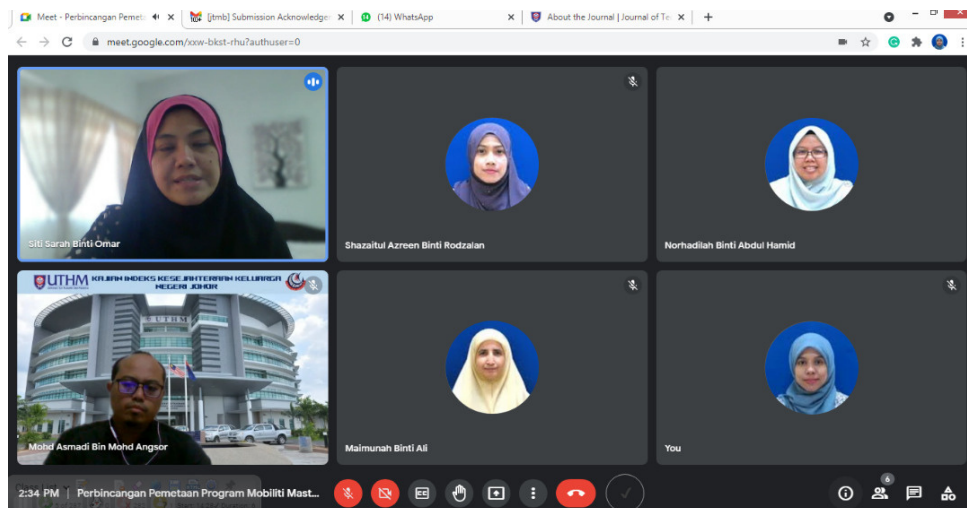 Meet - Perbincangan Pemeta
[jtmb] Submission Acknowledge
(14) WhatsApp
About the Journal | Journal of Te
meet.google.com/xxw-bkst-rhu?authuser=0
Siti Sarah Binti Omar
Shazaitul Azreen Binti Rodzalan
Norhadilah Binti Abdul Hamid
UTHM
KAJIAN INDEKS KESEJAHTERAAN KELUARGA
NEGERI JOHOR
UTHM
Mohd Asmadi Bin Mohd Angsor
Maimunah Binti Ali
You
2:34 PM | Perbincangan Pemetaan Program Mobiliti Mast...
CC
6